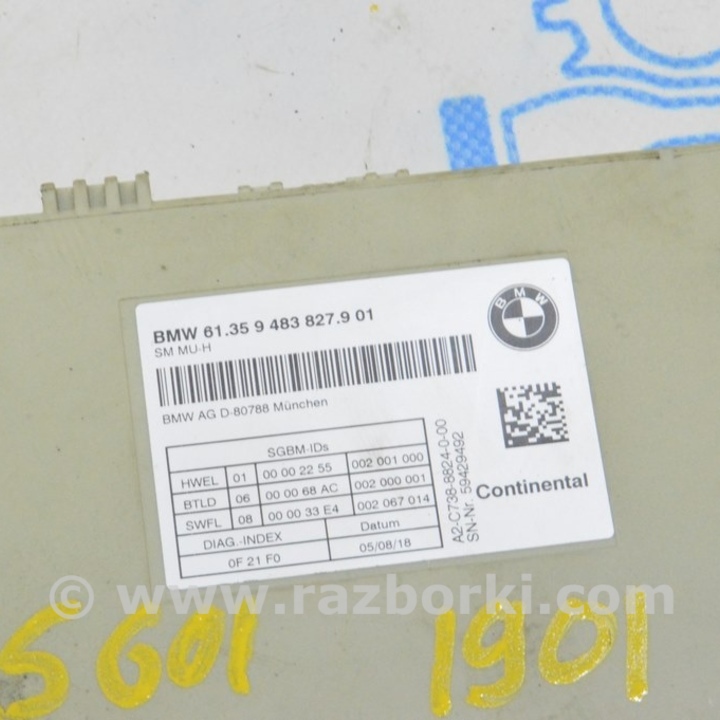 BMW
BMW 61.35 9 483 827.9 01
SM MU-H
BMW AG D-80788 München
SGBM-IDs
HWEL 01 00 00 22 55 002 001 000
BTLD 06 00 00 68 AC 002 000 001
SWFL 08 00 00 33 E4 002 067 014
DIAG.-INDEX Datum
0F 21 F0 05/08/18
A2-C738-8824-0-00
SN-Nr. 59429492
Continental
© www.razborki.com
SG01 1901